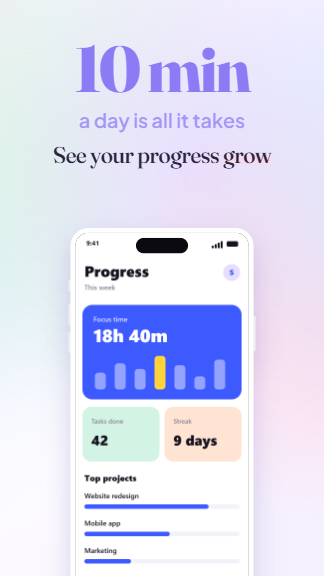 10 min
a day is all it takes
See your progress grow
9:41
Progress
S
This week
Focus time
18h 40m
Tasks done
42
Streak
9 days
Top projects
Website redesign
Mobile app
Marketing